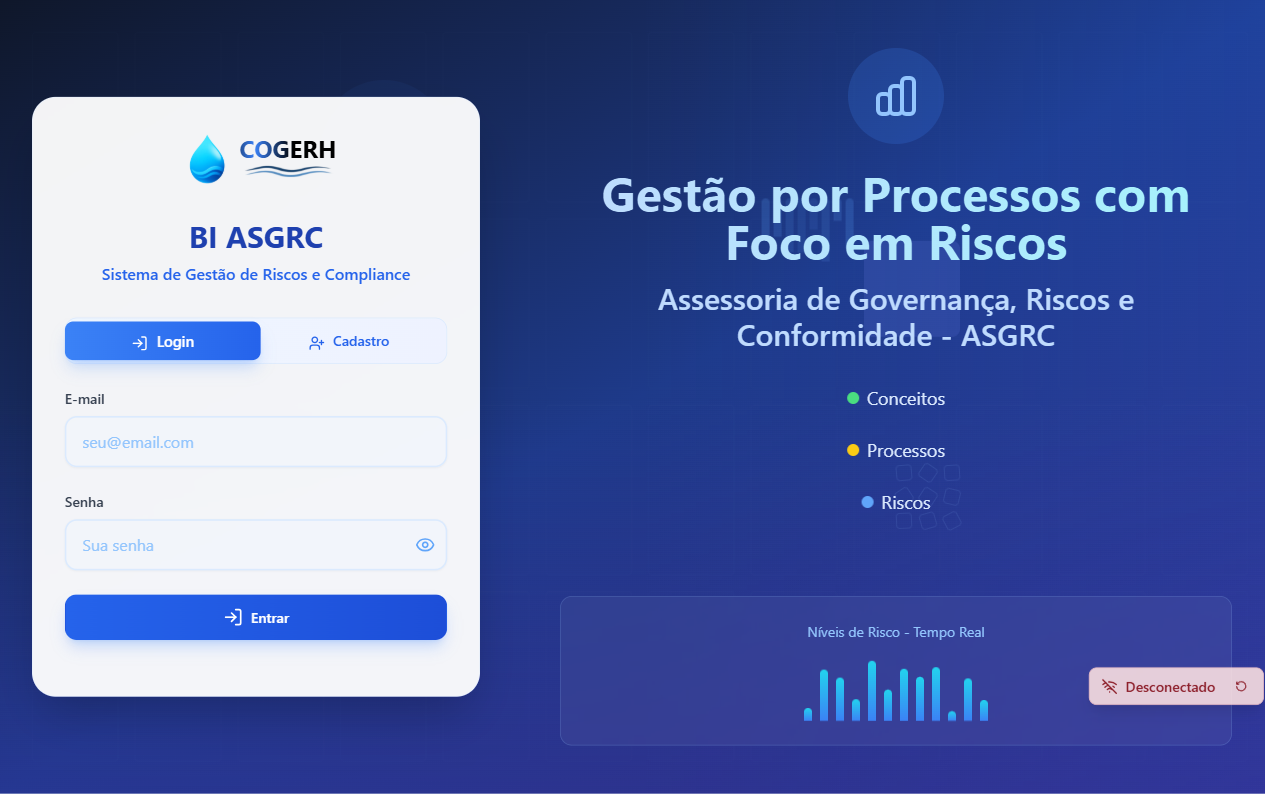 COGERH
BI ASGRC
Sistema de Gestão de Riscos e Compliance
Login
Cadastro
E-mail
seu@email.com
Senha
Sua senha
Entrar
Gestão por Processos com
Foco em Riscos
Assessoria de Governança, Riscos e
Conformidade - ASGRC
Conceitos
Processos
Riscos
Níveis de Risco - Tempo Real
Desconectado